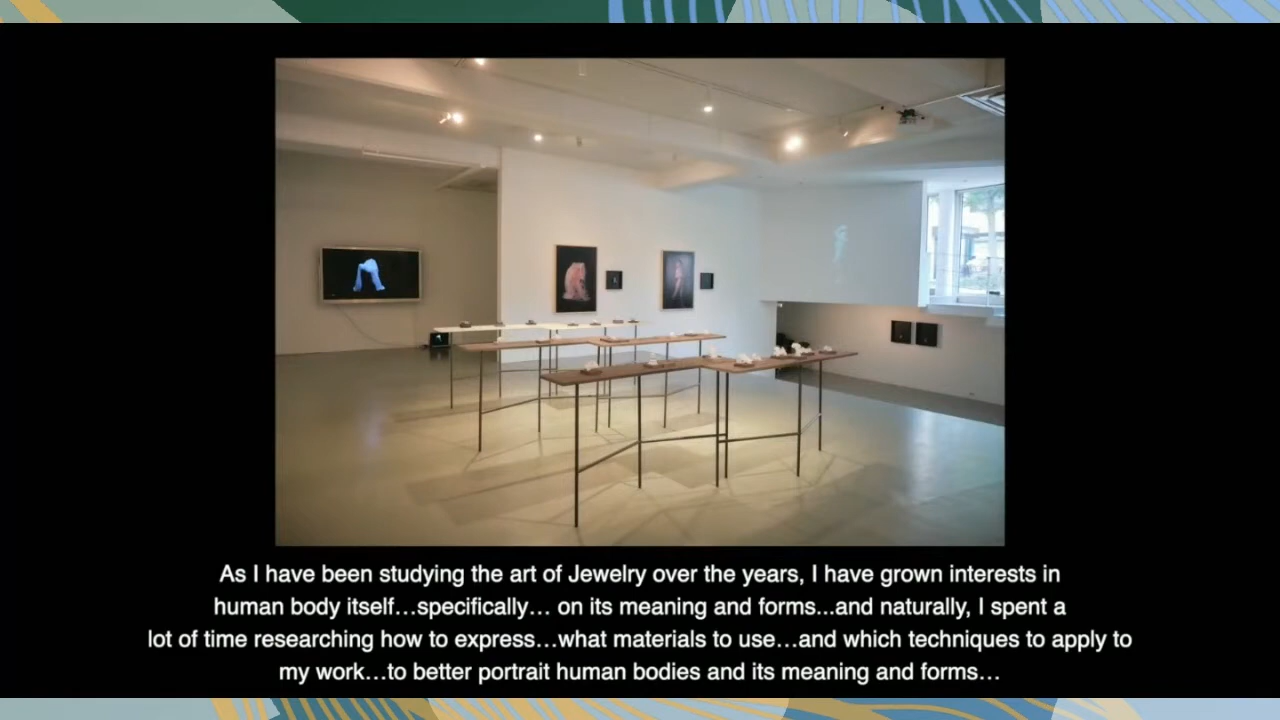 As I have been studying the art of Jewelry over the years, I have grown interests in
human body itself…specifically… on its meaning and forms...and naturally, I spent a
lot of time researching how to express…what materials to use…and which techniques to apply to
my work…to better portrait human bodies and its meaning and forms…